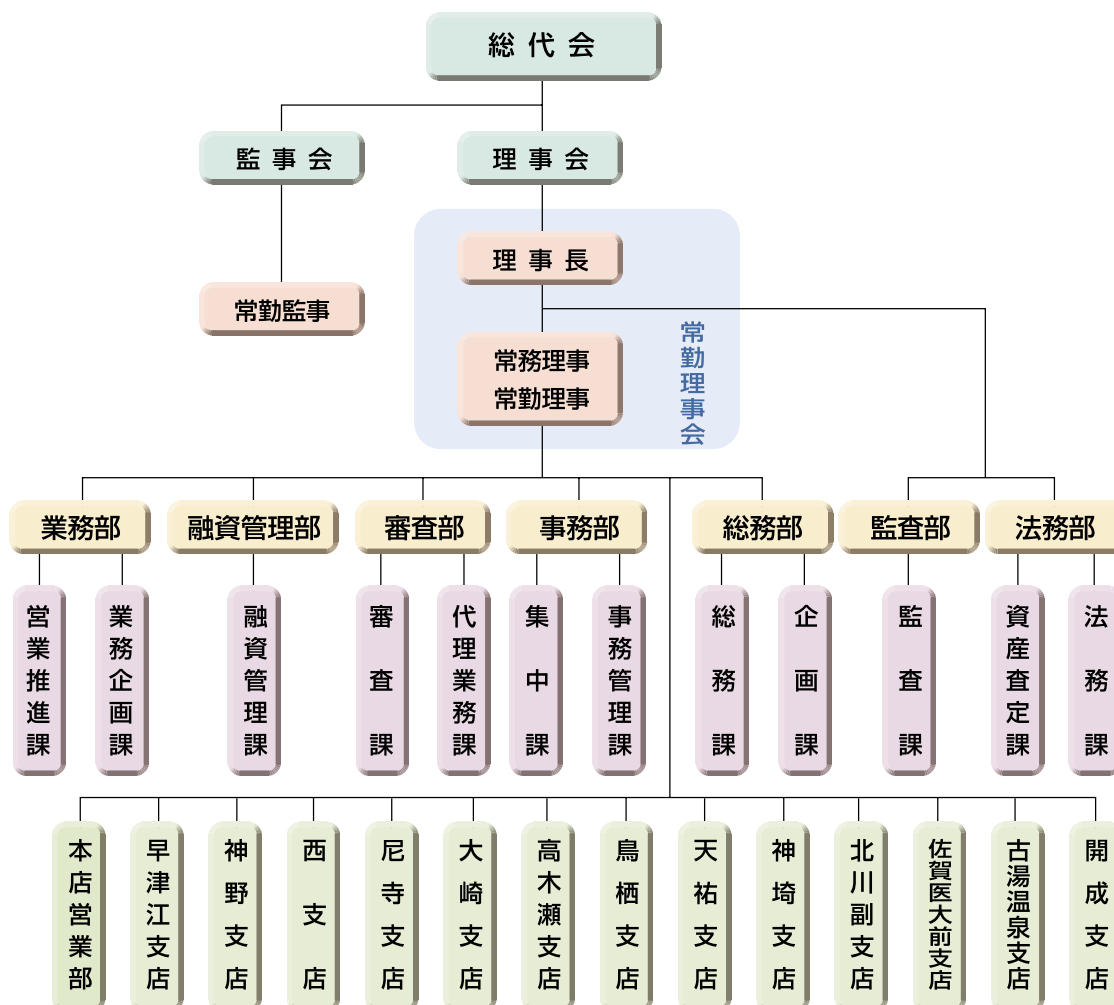 総代会
監事会
理事会
理事長
常勤監事
常務理事
常勤理事
常勤理事会
業務部
融資管理部
審査部
事務部
総務部
監査部
法務部
営業推進課
業務企画課
融資管理課
審査課
代理業務課
集中課
事務管理課
総務課
企画課
監査課
資産査定課
法務課
本店営業部
早津江支店
神野支店
西支店
尼寺支店
大崎支店
高木瀬支店
鳥栖支店
天祐支店
神埼支店
北川副支店
佐賀医大前支店
古湯温泉支店
開成支店